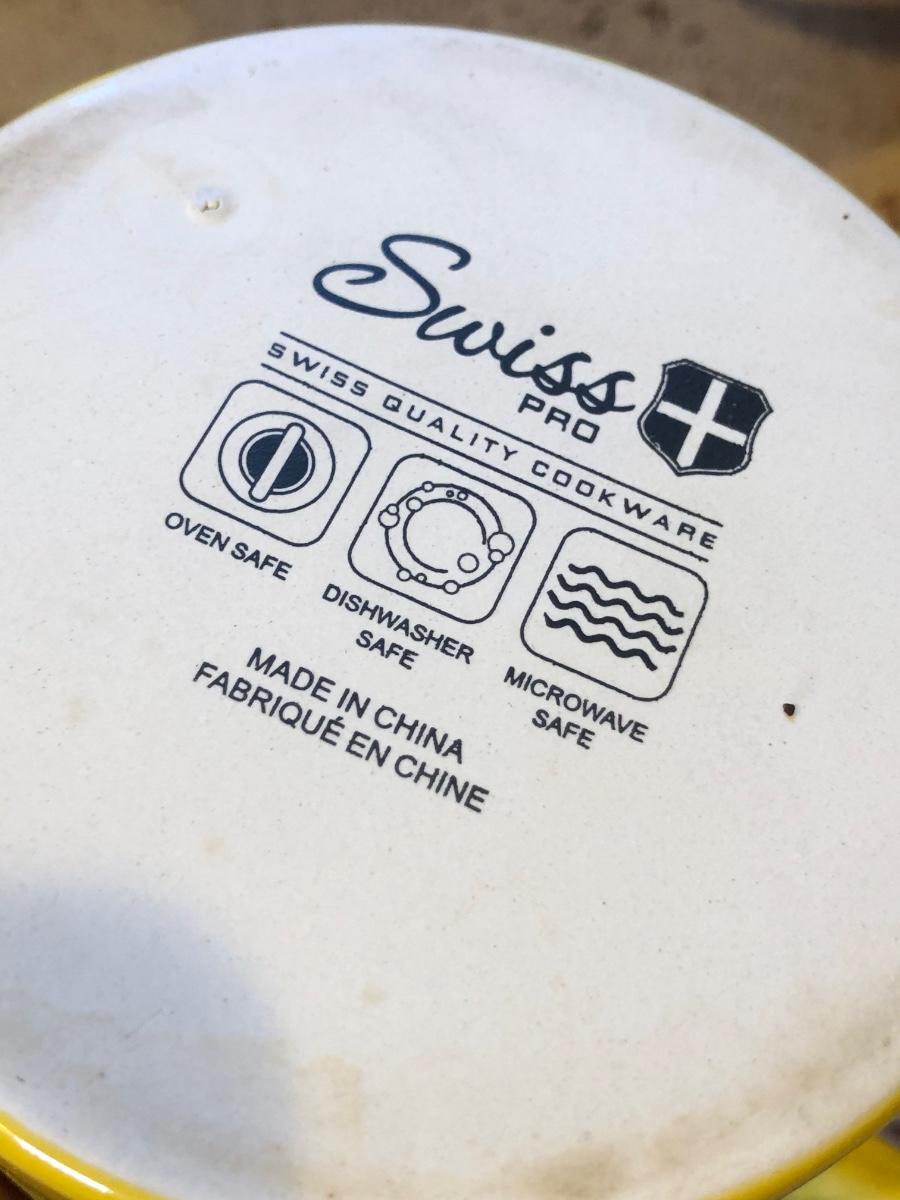 Swiss
PRO
SWISS QUALITY COOKWARE
OVEN SAFE
DISHWASHER
SAFE
MICROWAVE
SAFE
MADE IN CHINA
FABRIQUÉ EN CHINE